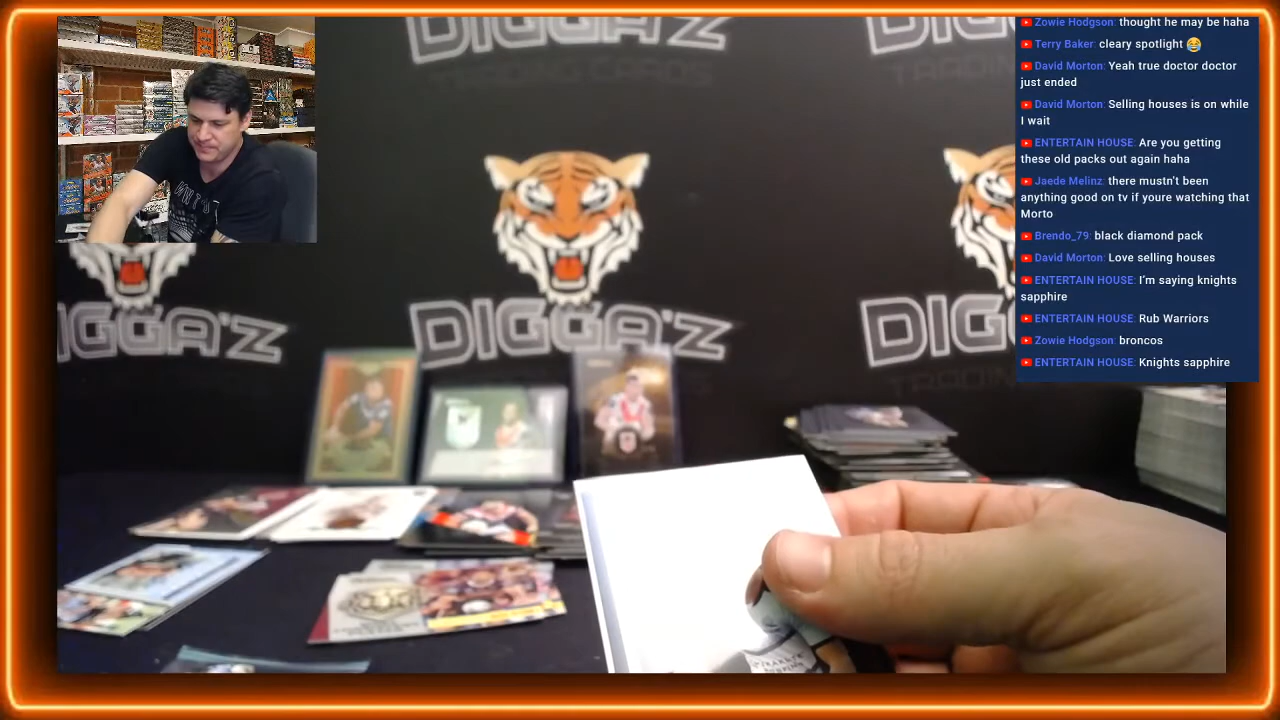 DIGGA'Z
TRADING CARDS
DIGGA'Z
DIGGA'Z
DIG
Zowie Hodgson: thought he may be haha
Terry Baker: cleary spotlight 😂
David Morton: Yeah true doctor doctor
just ended
David Morton: Selling houses is on while
I wait
ENTERTAIN HOUSE: Are you getting
these old packs out again haha
Jaede Melinz: there mustn't been
anything good on tv if youre watching that
Morto
Brendo_79: black diamond pack
David Morton: Love selling houses
ENTERTAIN HOUSE: I'm saying knights
sapphire
ENTERTAIN HOUSE: Rub Warriors
Zowie Hodgson: broncos
ENTERTAIN HOUSE: Knights sapphire